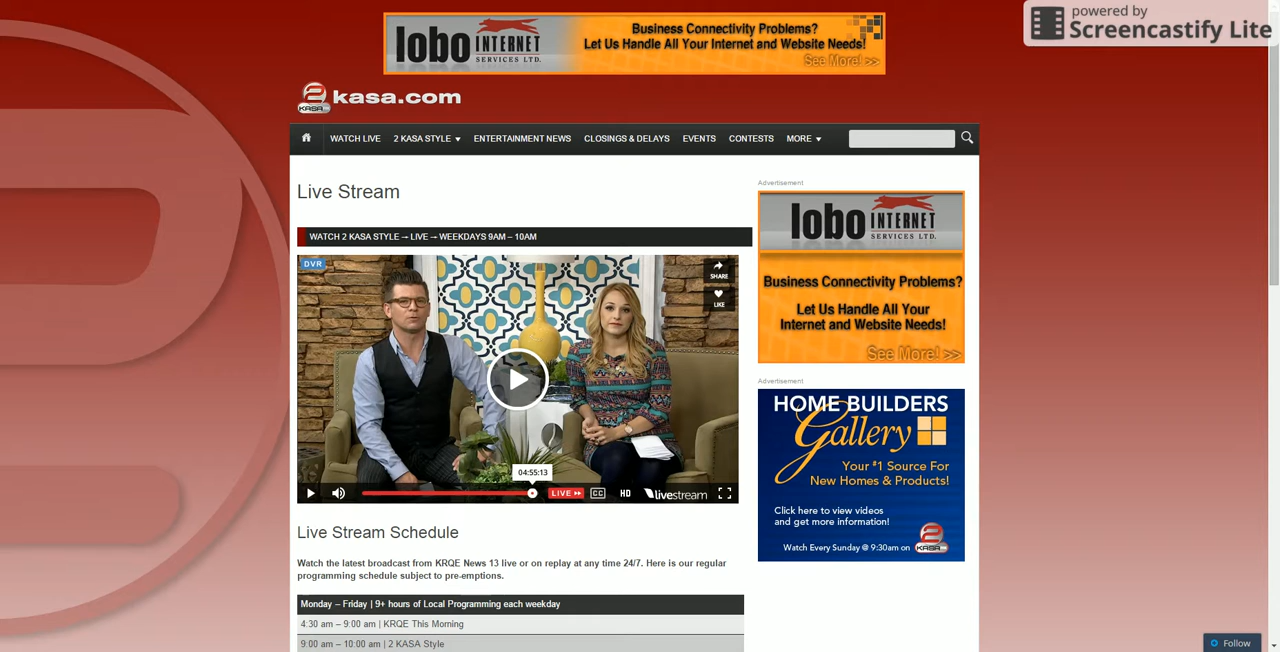 powered by
Screencastify Lite
lobo INTERNET
SERVICES LTD.
Business Connectivity Problems?
Let Us Handle All Your Internet and Website Needs!
See More! >>
2
KASA
kasa.com
WATCH LIVE 2 KASA STYLE ENTERTAINMENT NEWS CLOSINGS & DELAYS EVENTS CONTESTS MORE
Live Stream
WATCH 2 KASA STYLE – LIVE – WEEKDAYS 9AM – 10AM
DVR
SHARE
LIKE
04:55:13
LIVE CC HD livestream
Live Stream Schedule
Watch the latest broadcast from KRQE News 13 live or on replay at any time 24/7. Here is our regular
programming schedule subject to pre-emptions.
Monday – Friday | 9+ hours of Local Programming each weekday
4:30 am – 9:00 am | KRQE This Morning
9:00 am – 10:00 am | 2 KASA Style
Advertisement
lobo INTERNET
SERVICES LTD.
Business Connectivity Problems?
Let Us Handle All Your
Internet and Website Needs!
See More! >>
Advertisement
HOME BUILDERS
Gallery
Your #1 Source For
New Homes & Products!
Click here to view videos
and get more information!
Watch Every Sunday @ 9:30am on
2
KASA
Follow